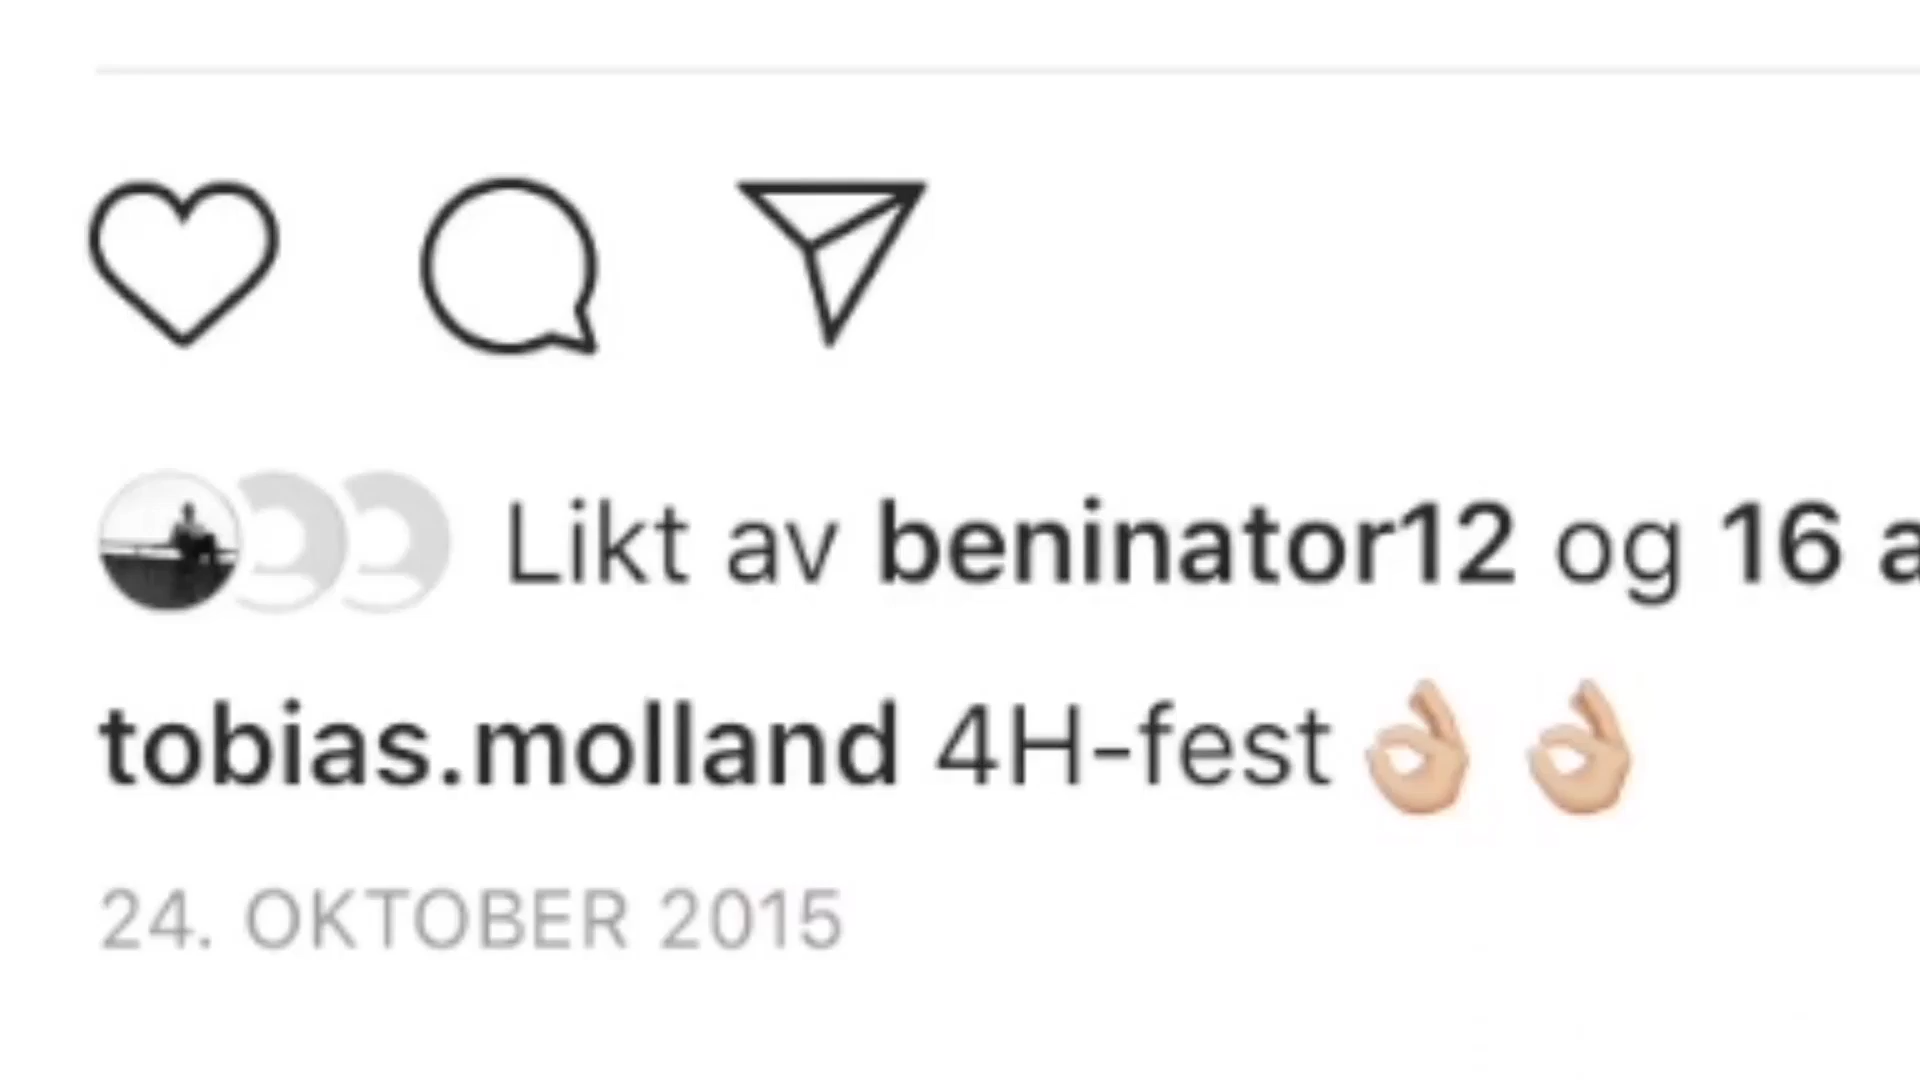 Likt av beninator12 og 16
tobias.molland 4H-fest👌🏼👌🏼
24. OKTOBER 2015